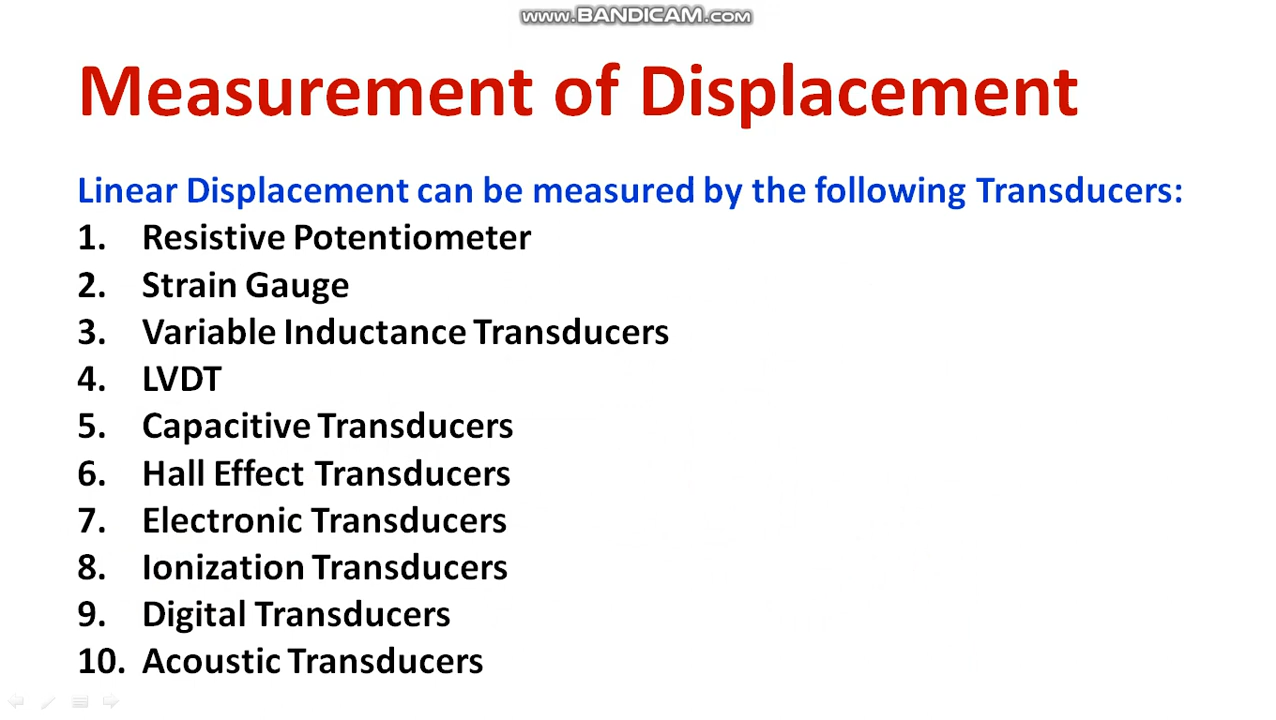 www.BANDICAM.com
Measurement of Displacement
Linear Displacement can be measured by the following Transducers:
1. Resistive Potentiometer
2. Strain Gauge
3. Variable Inductance Transducers
4. LVDT
5. Capacitive Transducers
6. Hall Effect Transducers
7. Electronic Transducers
8. Ionization Transducers
9. Digital Transducers
10. Acoustic Transducers